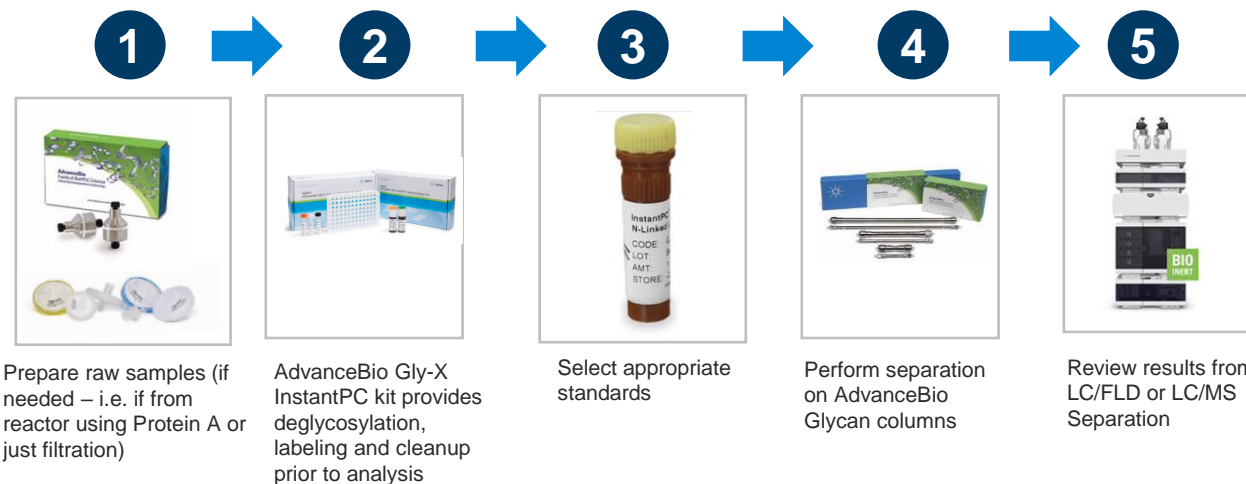 1
2
3
4
5
AdvanceBio
InstantPC
N-Linked
CODE:
LOT:
AMT:
STORE
BIO
INERT
Prepare raw samples (if
needed – i.e. if from
reactor using Protein A or
just filtration)
AdvanceBio Gly-X
InstantPC kit provides
deglycosylation,
labeling and cleanup
prior to analysis
Select appropriate
standards
Perform separation
on AdvanceBio
Glycan columns
Review results from
LC/FLD or LC/MS
Separation